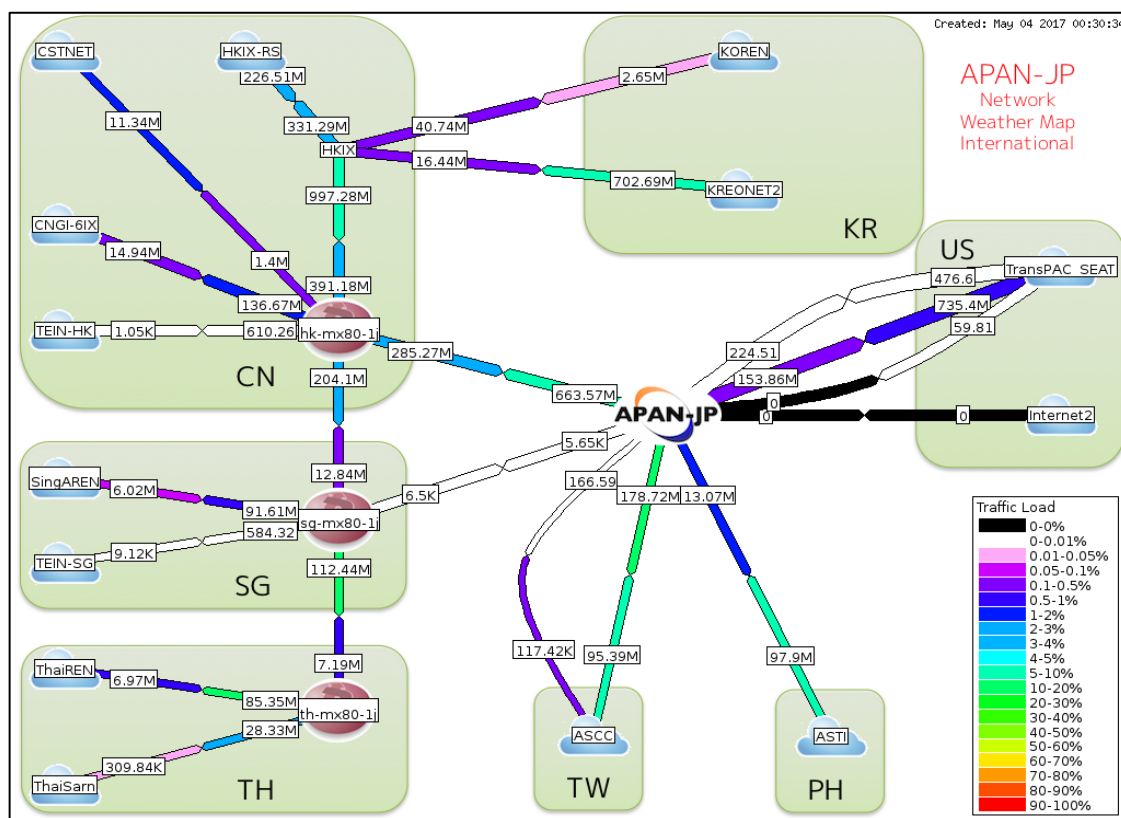 Created: May 04 2017 00:30:34
APAN-JP
Network
Weather Map
International
CSTNET
HKIX-RS
226.51M
331.29M
11.34M
HKIX
997.28M
CNGI-6IX
14.94M
1.4M
136.67M
391.18M
TEIN-HK
1.05K
610.26
hk-mx80-1j
CN
285.27M
663.57M
204.1M
KOREN
2.65M
40.74M
16.44M
702.69M
KREONET2
KR
US
TransPAC_SEAT
476.6
735.4M
59.81
224.51
153.86M
0
0
0
Internet2
APAN-JP
5.65K
6.5K
166.59
178.72M
13.07M
SingAREN
6.02M
12.84M
91.61M
sg-mx80-1j
584.32
TEIN-SG
9.12K
SG
112.44M
ThaiREN
6.97M
7.19M
85.35M
th-mx80-1j
28.33M
309.84K
ThaiSarn
TH
117.42K
95.39M
ASCC
TW
97.9M
ASTI
PH
Traffic Load
0-0%
0-0.01%
0.01-0.05%
0.05-0.1%
0.1-0.5%
0.5-1%
1-2%
2-3%
3-4%
4-5%
5-10%
10-20%
20-30%
30-40%
40-50%
50-60%
60-70%
70-80%
80-90%
90-100%